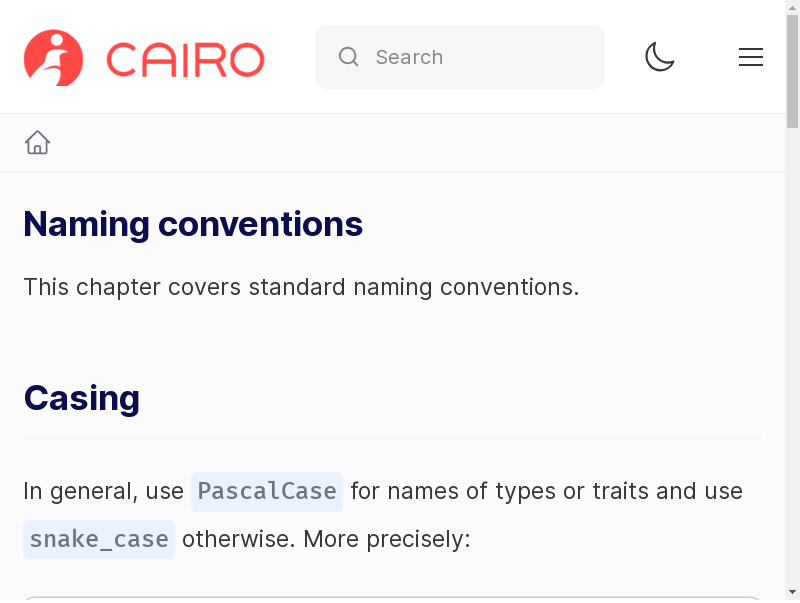 CAIRO
Search
Naming conventions
This chapter covers standard naming conventions.
Casing
In general, use PascalCase for names of types or traits and use
snake_case otherwise. More precisely: